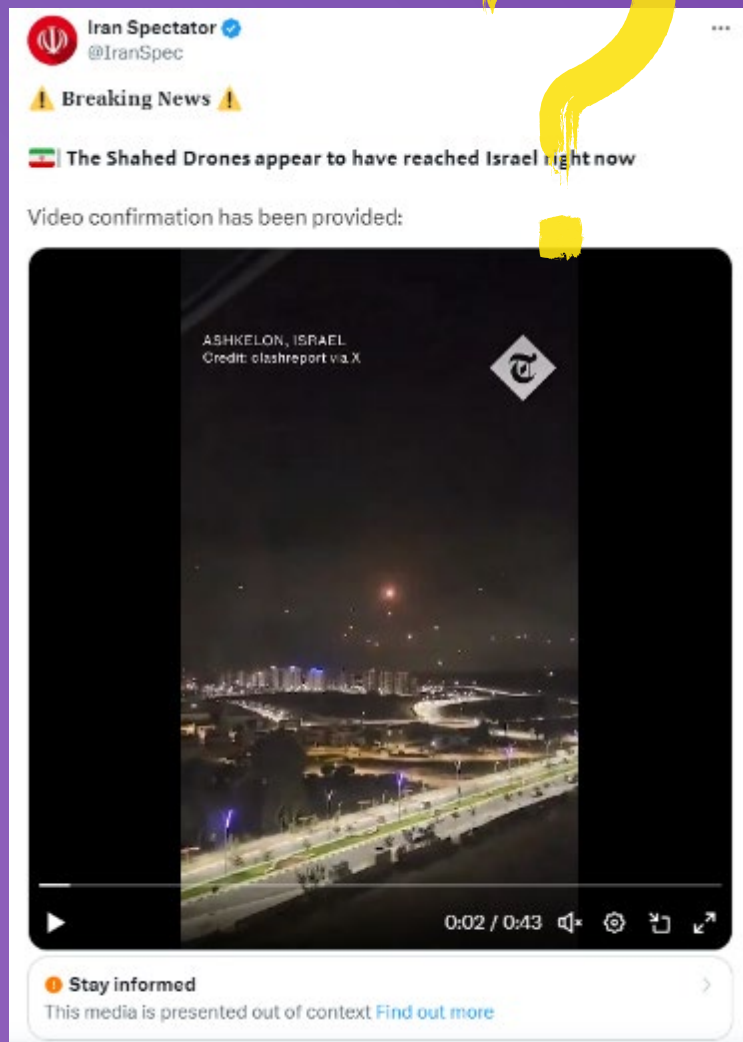 Iran Spectator
@IranSpec
⚠️ Breaking News ⚠️
🇮🇷| The Shahed Drones appear to have reached Israel right now
Video confirmation has been provided:
ASHKELON, ISRAEL
Credit: clashreport via X
T
0:02 / 0:43
Stay informed
This media is presented out of context Find out more